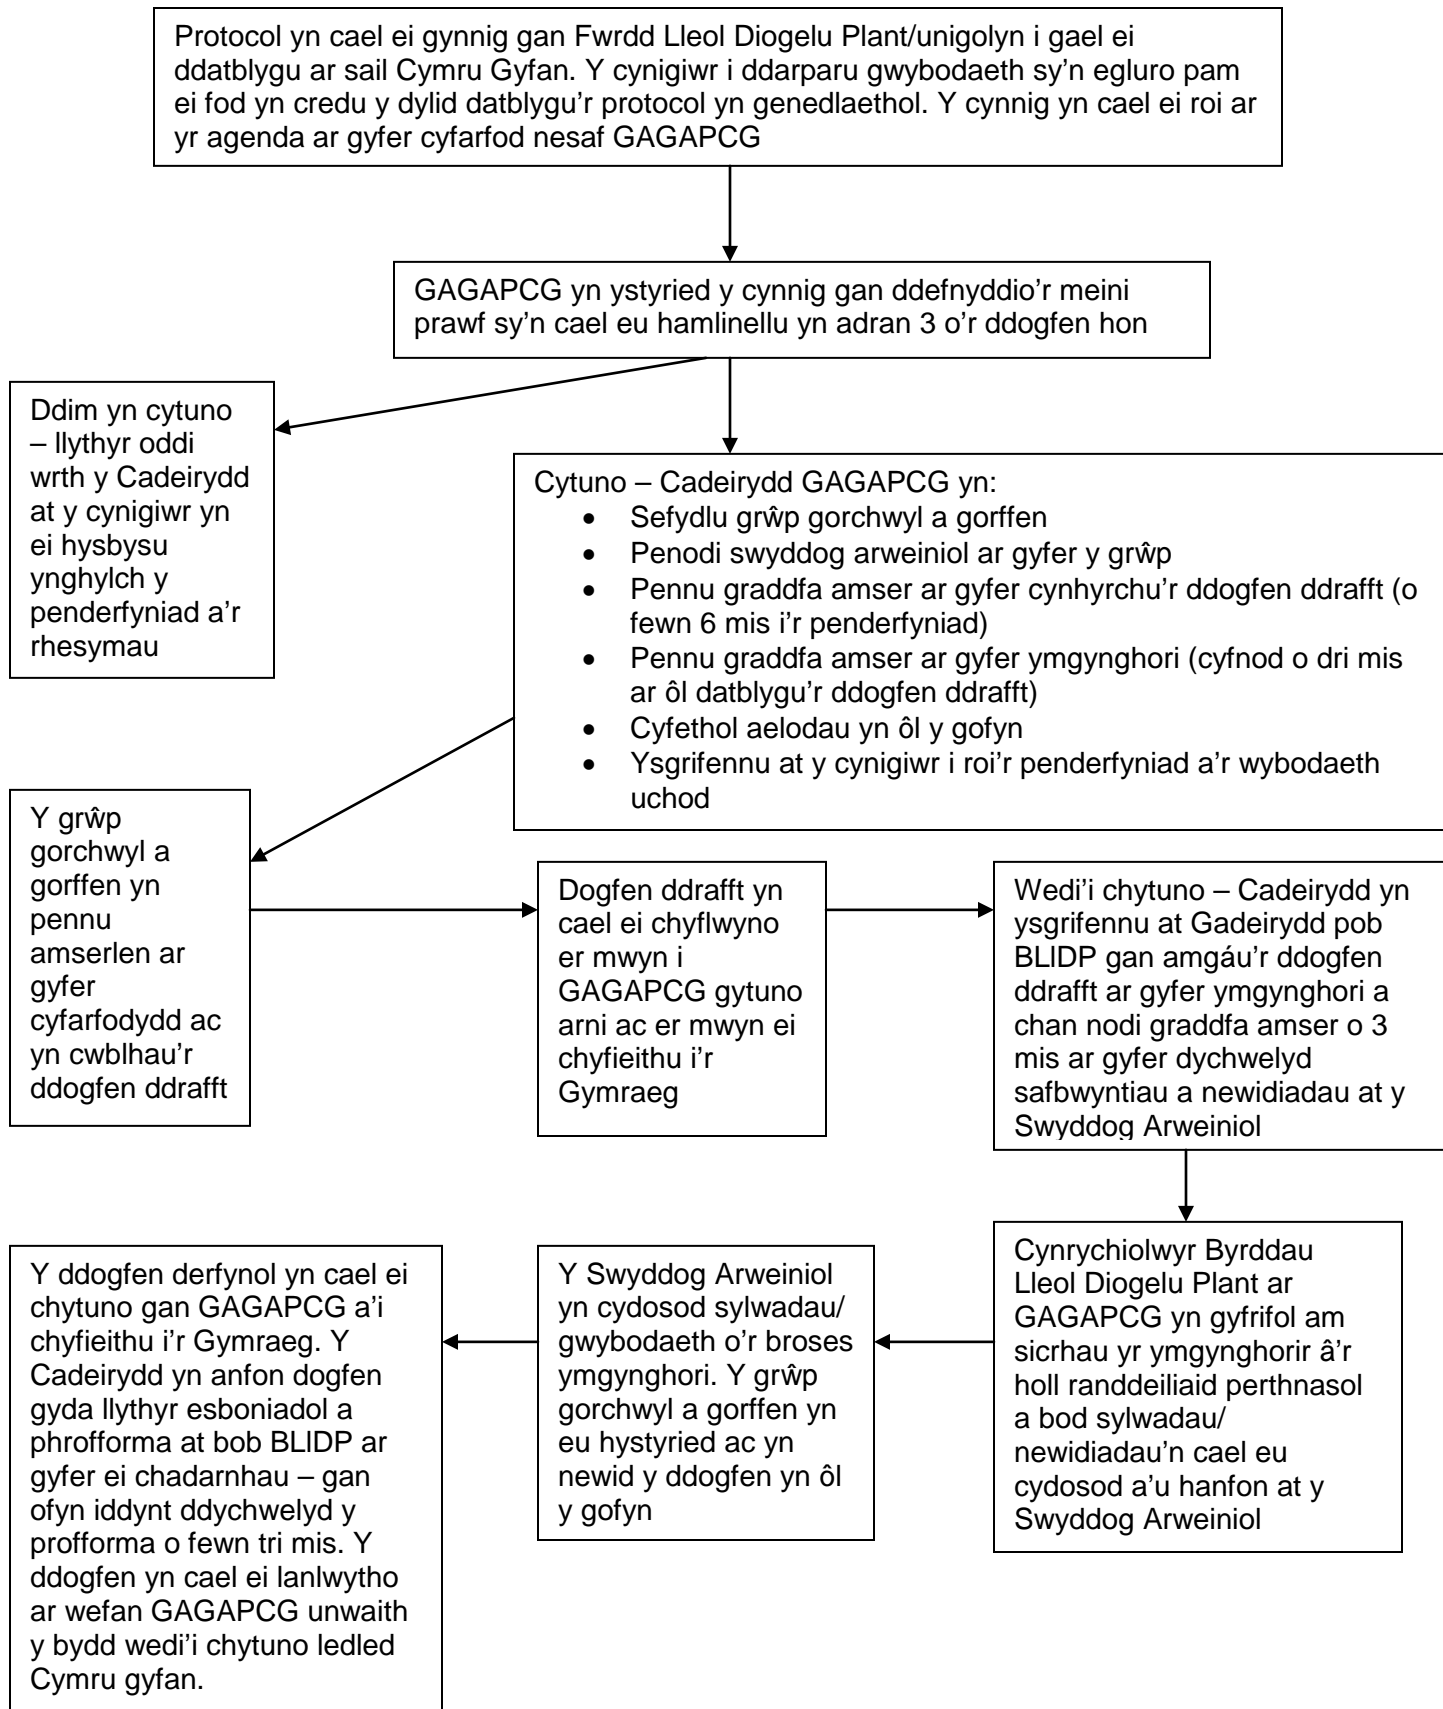 Protocol yn cael ei gynnig gan Fwrdd Lleol Diogelu Plant/unigolyn i gael ei
ddatblygu ar sail Cymru Gyfan. Y cynigiwr i ddarparu gwybodaeth sy'n egluro pam
ei fod yn credu y dylid datblygu'r protocol yn genedlaethol. Y cynnig yn cael ei roi ar
yr agenda ar gyfer cyfarfod nesaf GAGAPCG
GAGAPCG yn ystyried y cynnig gan ddefnyddio'r meini
prawf sy'n cael eu hamlinellu yn adran 3 o'r ddogfen hon
Ddim yn cytuno
– llythyr oddi
wrth y Cadeirydd
at y cynigiwr yn
ei hysbysu
ynghylch y
penderfyniad a'r
rhesymau
Cytuno – Cadeirydd GAGAPCG yn:
• Sefydlu grŵp gorchwyl a gorffen
• Penodi swyddog arweiniol ar gyfer y grŵp
• Pennu graddfa amser ar gyfer cynhyrchu'r ddogfen ddrafft (o
fewn 6 mis i'r penderfyniad)
• Pennu graddfa amser ar gyfer ymgynghori (cyfnod o dri mis
ar ôl datblygu'r ddogfen ddrafft)
• Cyfethol aelodau yn ôl y gofyn
• Ysgrifennu at y cynigiwr i roi'r penderfyniad a'r wybodaeth
uchod
Y grŵp
gorchwyl a
gorffen yn
pennu
amserlen ar
gyfer
cyfarfodydd ac
yn cwblhau'r
ddogfen ddrafft
Dogfen ddrafft yn
cael ei chyflwyno
er mwyn i
GAGAPCG gytuno
arni ac er mwyn ei
chyfieithu i'r
Gymraeg
Wedi'i chytuno – Cadeirydd yn
ysgrifennu at Gadeirydd pob
BLlDP gan amgáu'r ddogfen
ddrafft ar gyfer ymgynghori a
chan nodi graddfa amser o 3
mis ar gyfer dychwelyd
safbwyntiau a newidiadau at y
Swyddog Arweiniol
Cynrychiolwyr Byrddau
Lleol Diogelu Plant ar
GAGAPCG yn gyfrifol am
sicrhau yr ymgynghorir â'r
holl randdeiliaid perthnasol
a bod sylwadau/
newidiadau'n cael eu
cydosod a'u hanfon at y
Swyddog Arweiniol
Y Swyddog Arweiniol
yn cydosod sylwadau/
gwybodaeth o'r broses
ymgynghori. Y grŵp
gorchwyl a gorffen yn
eu hystyried ac yn
newid y ddogfen yn ôl
y gofyn
Y ddogfen derfynol yn cael ei
chytuno gan GAGAPCG a'i
chyfieithu i'r Gymraeg. Y
Cadeirydd yn anfon dogfen
gyda llythyr esboniadol a
phrofforma at bob BLlDP ar
gyfer ei chadarnhau – gan
ofyn iddynt ddychwelyd y
profforma o fewn tri mis. Y
ddogfen yn cael ei lanlwytho
ar wefan GAGAPCG unwaith
y bydd wedi'i chytuno ledled
Cymru gyfan.